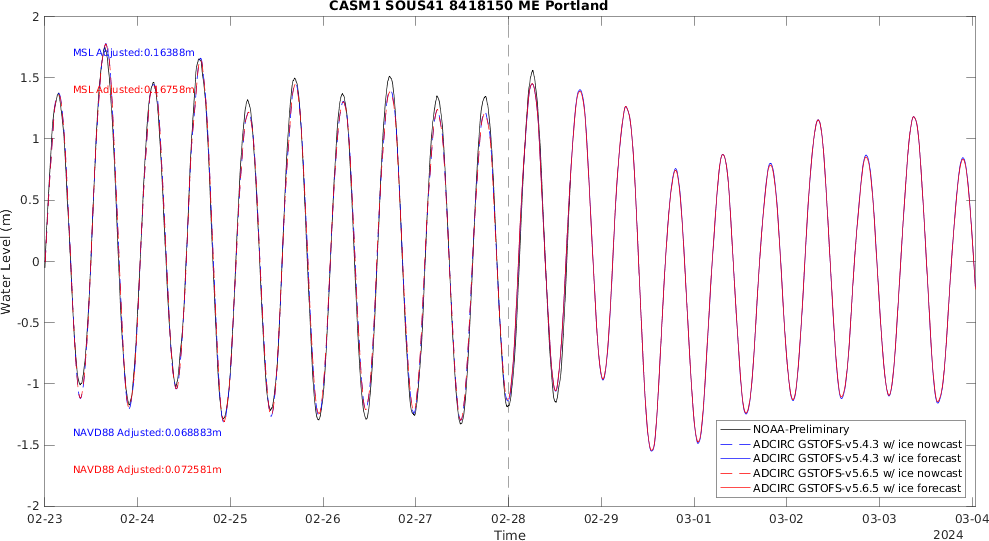 CASM1 SOUS41 8418150 ME Portland
2
1.5
1
0.5
0
-0.5
-1
-1.5
-2
Water Level (m)
MSL Adjusted:0.16388m
MSL Adjusted:0.16758m
NAVD88 Adjusted:0.068883m
NAVD88 Adjusted:0.072581m
NOAA-Preliminary
ADCIRC GSTOFS-v5.4.3 w/ ice nowcast
ADCIRC GSTOFS-v5.4.3 w/ ice forecast
ADCIRC GSTOFS-v5.6.5 w/ ice nowcast
ADCIRC GSTOFS-v5.6.5 w/ ice forecast
02-23 02-24 02-25 02-26 02-27 02-28 02-29 03-01 03-02 03-03 03-04
Time
2024